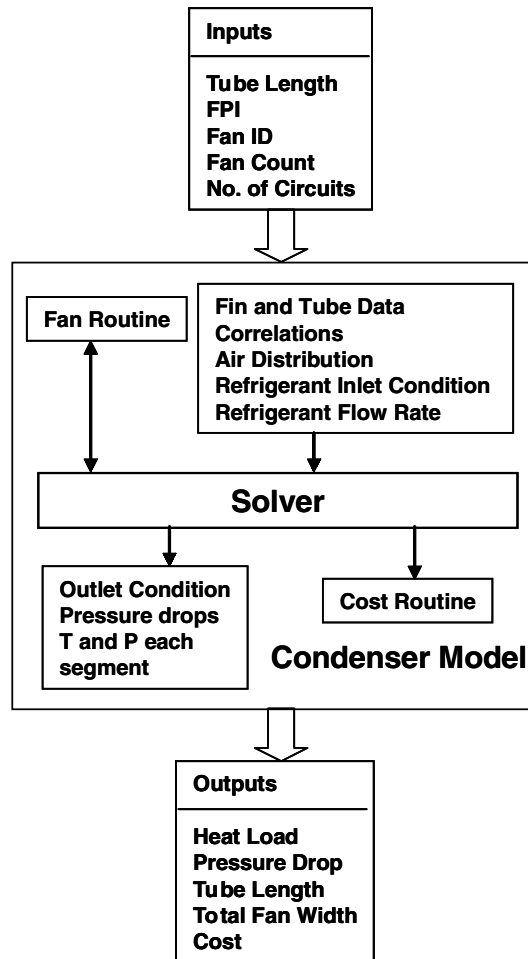 Inputs
Tube Length
FPI
Fan ID
Fan Count
No. of Circuits
Fan Routine
Fin and Tube Data
Correlations
Air Distribution
Refrigerant Inlet Condition
Refrigerant Flow Rate
Solver
Outlet Condition
Pressure drops
T and P each
segment
Cost Routine
Condenser Model
Outputs
Heat Load
Pressure Drop
Tube Length
Total Fan Width
Cost